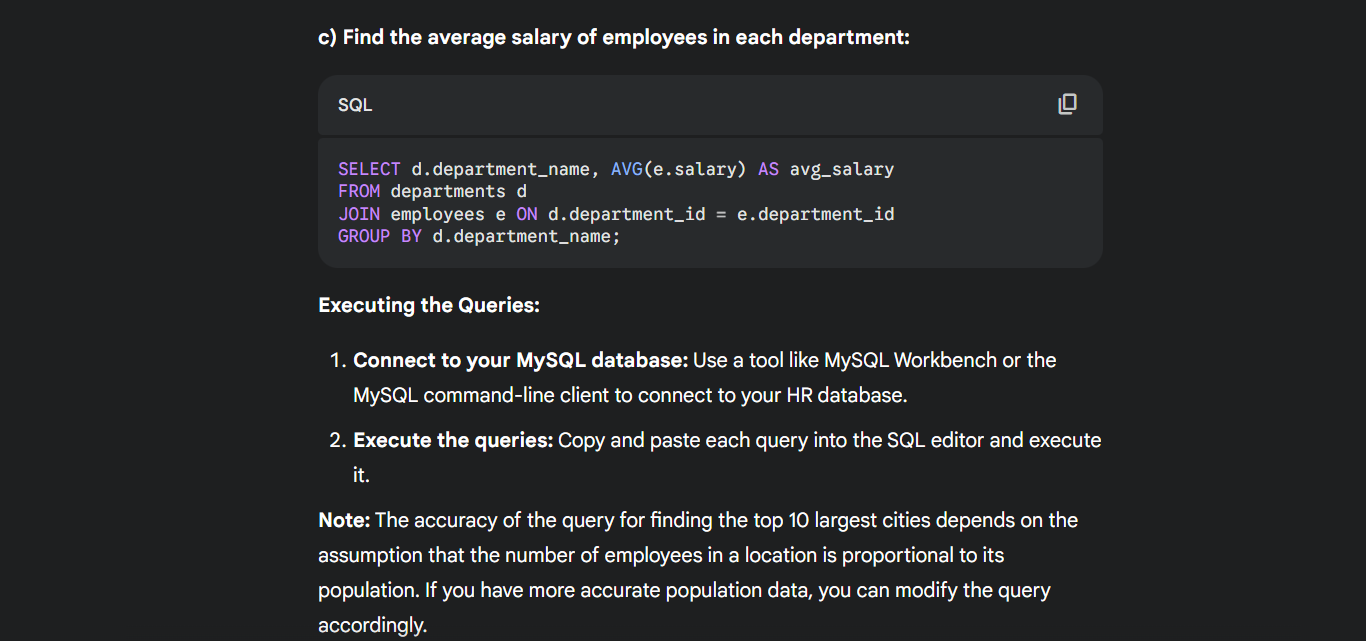 c) Find the average salary of employees in each department:
SQL
SELECT d.department_name, AVG(e.salary) AS avg_salary
FROM departments d
JOIN employees e ON d.department_id = e.department_id
GROUP BY d.department_name;
Executing the Queries:
1. Connect to your MySQL database: Use a tool like MySQL Workbench or the
MySQL command-line client to connect to your HR database.
2. Execute the queries: Copy and paste each query into the SQL editor and execute
it.
Note: The accuracy of the query for finding the top 10 largest cities depends on the
assumption that the number of employees in a location is proportional to its
population. If you have more accurate population data, you can modify the query
accordingly.